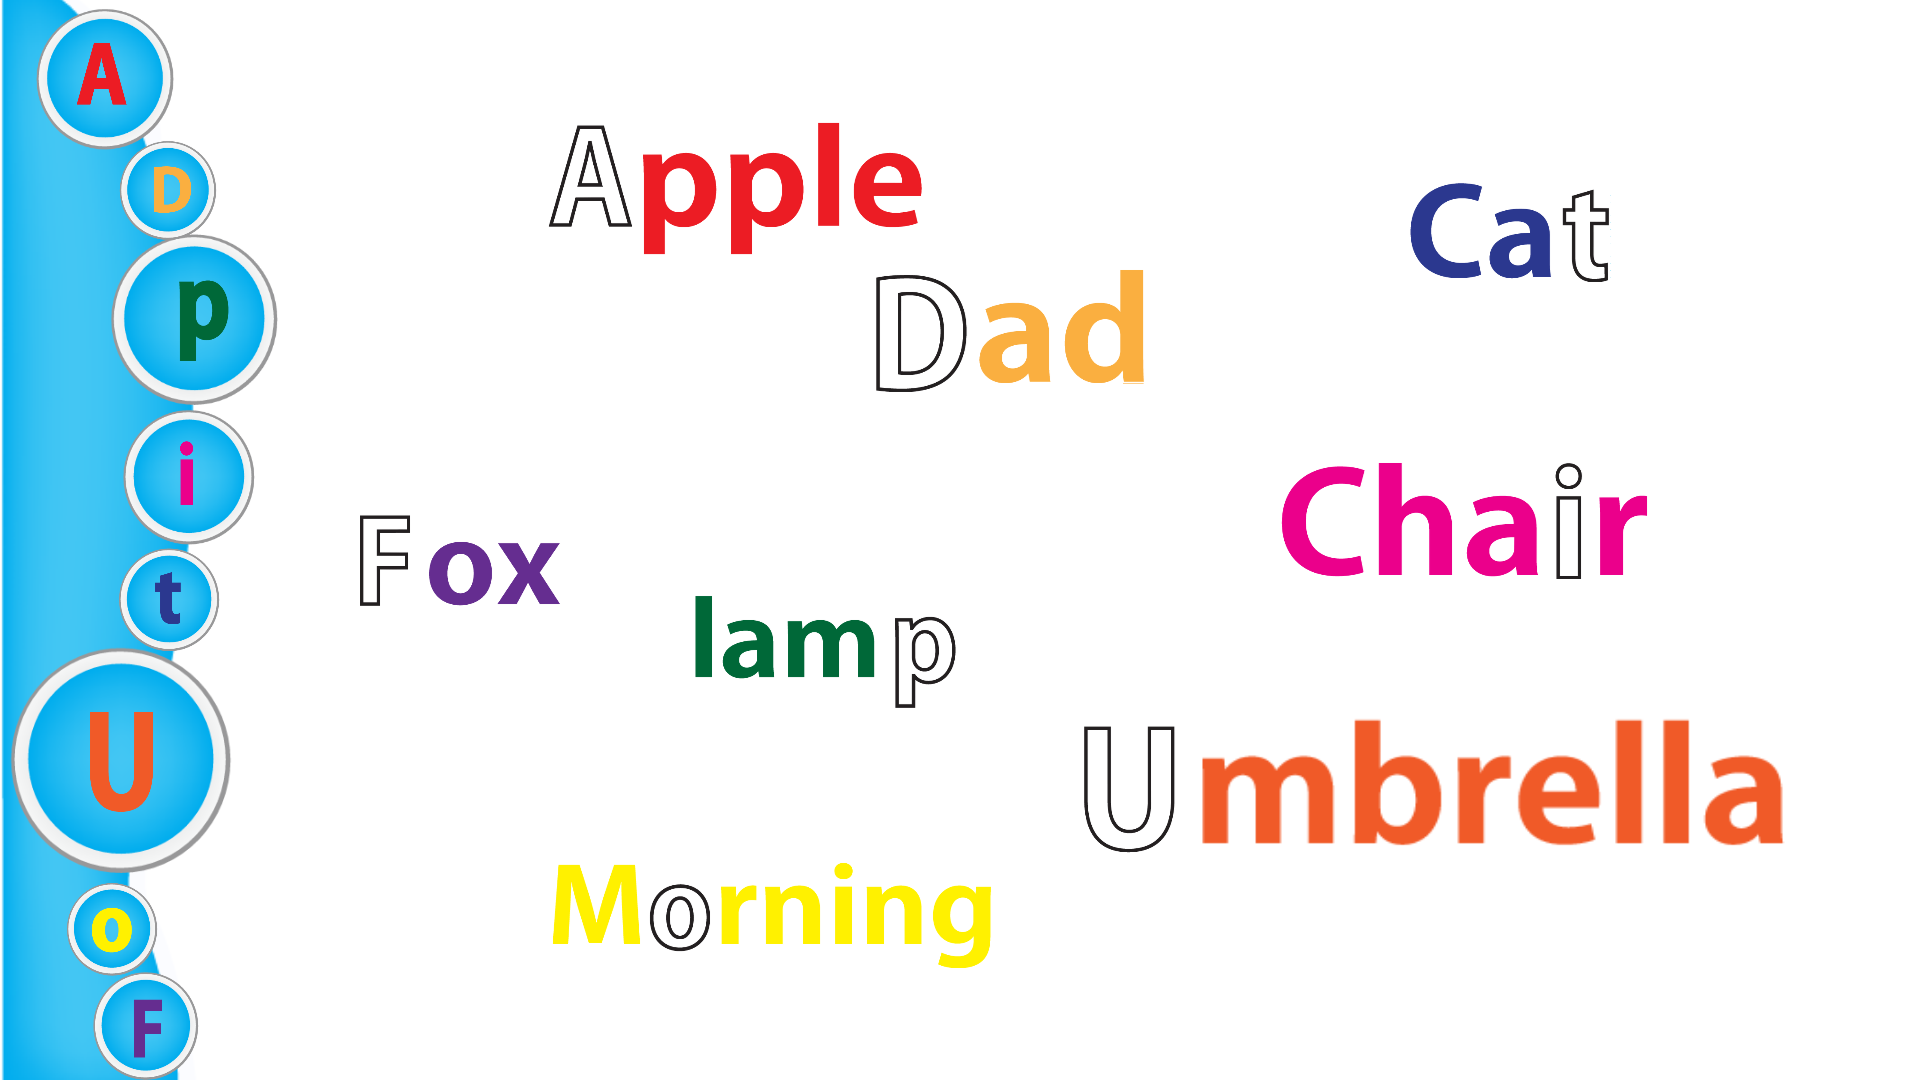 A
D
p
i
t
U
o
F
Apple
Cat
Dad
Chair
Fox
lamp
Umbrella
Morning